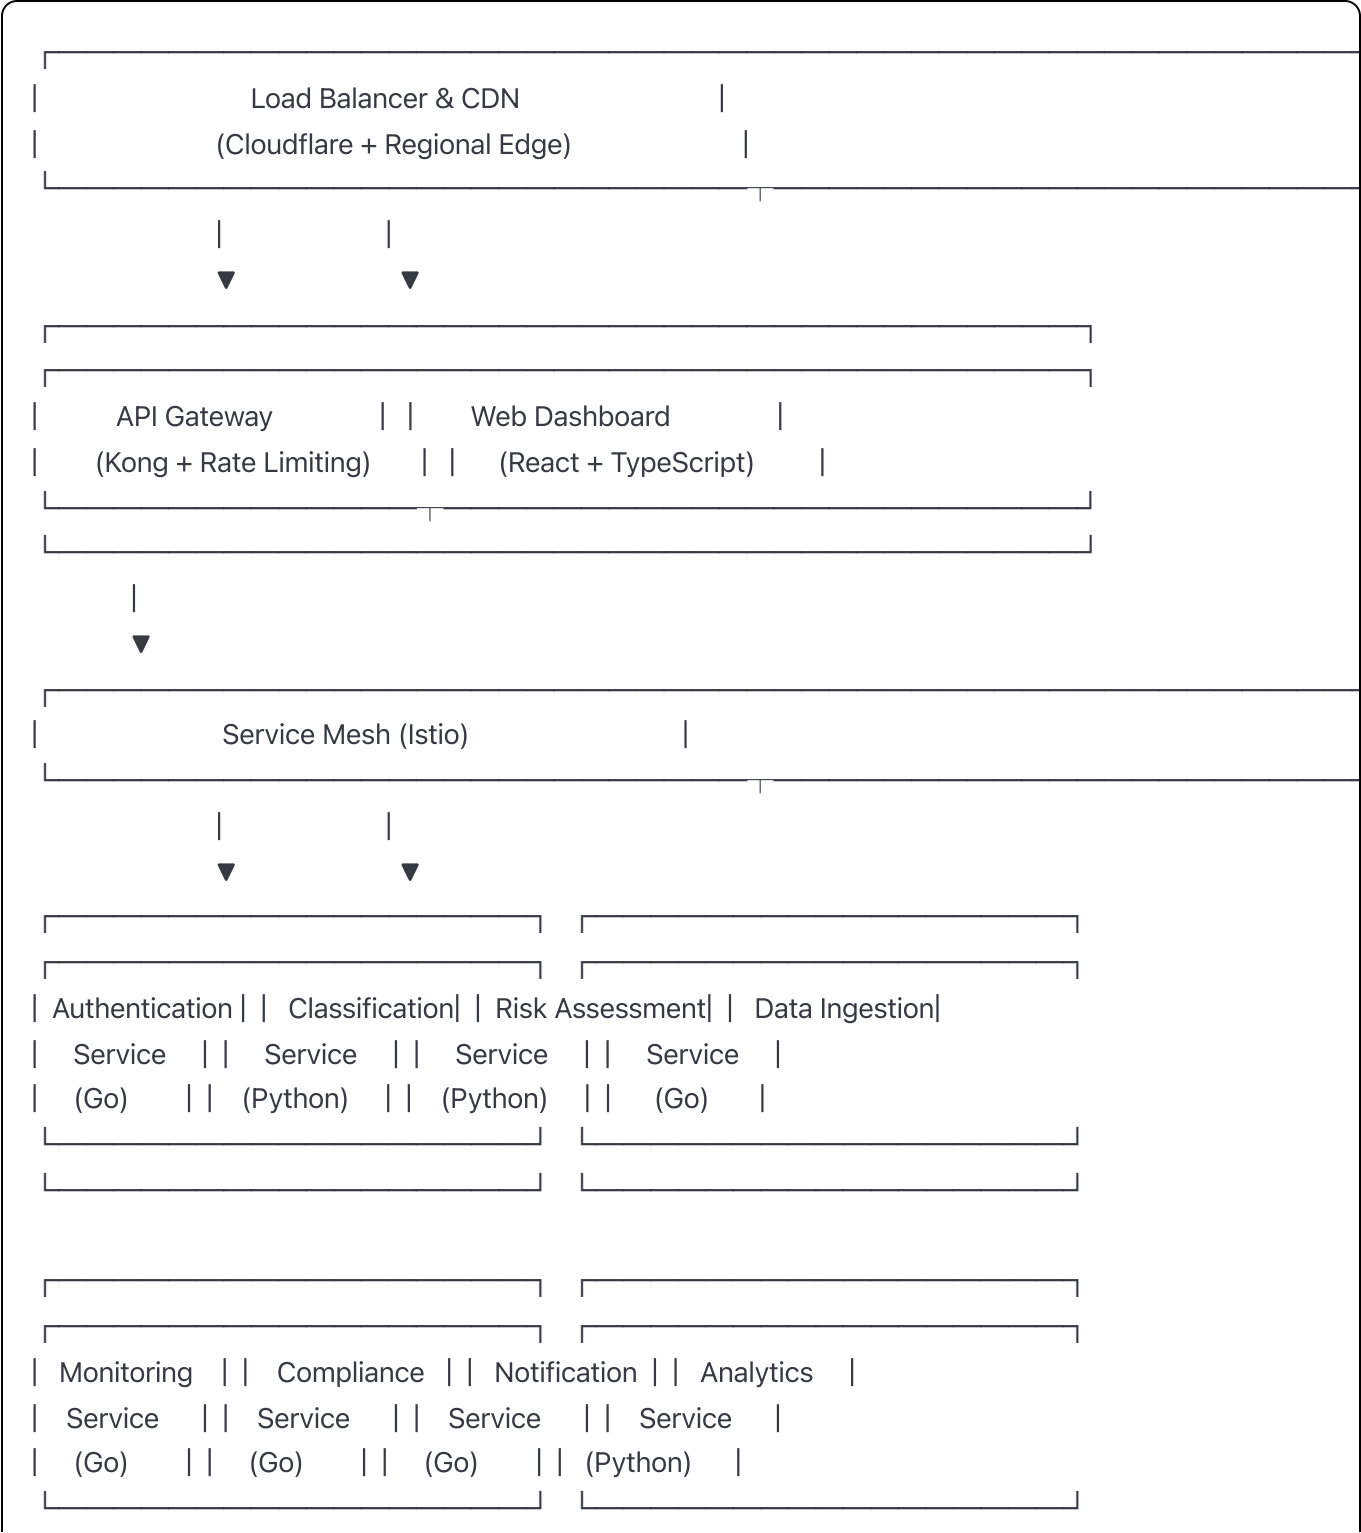 Load Balancer & CDN
(Cloudflare + Regional Edge)
API Gateway Web Dashboard
(Kong + Rate Limiting) (React + TypeScript)
Service Mesh (Istio)
Authentication Classification Risk Assessment Data Ingestion
Service Service Service Service
(Go) (Python) (Python) (Go)
Monitoring Compliance Notification Analytics
Service Service Service Service
(Go) (Go) (Go) (Python)